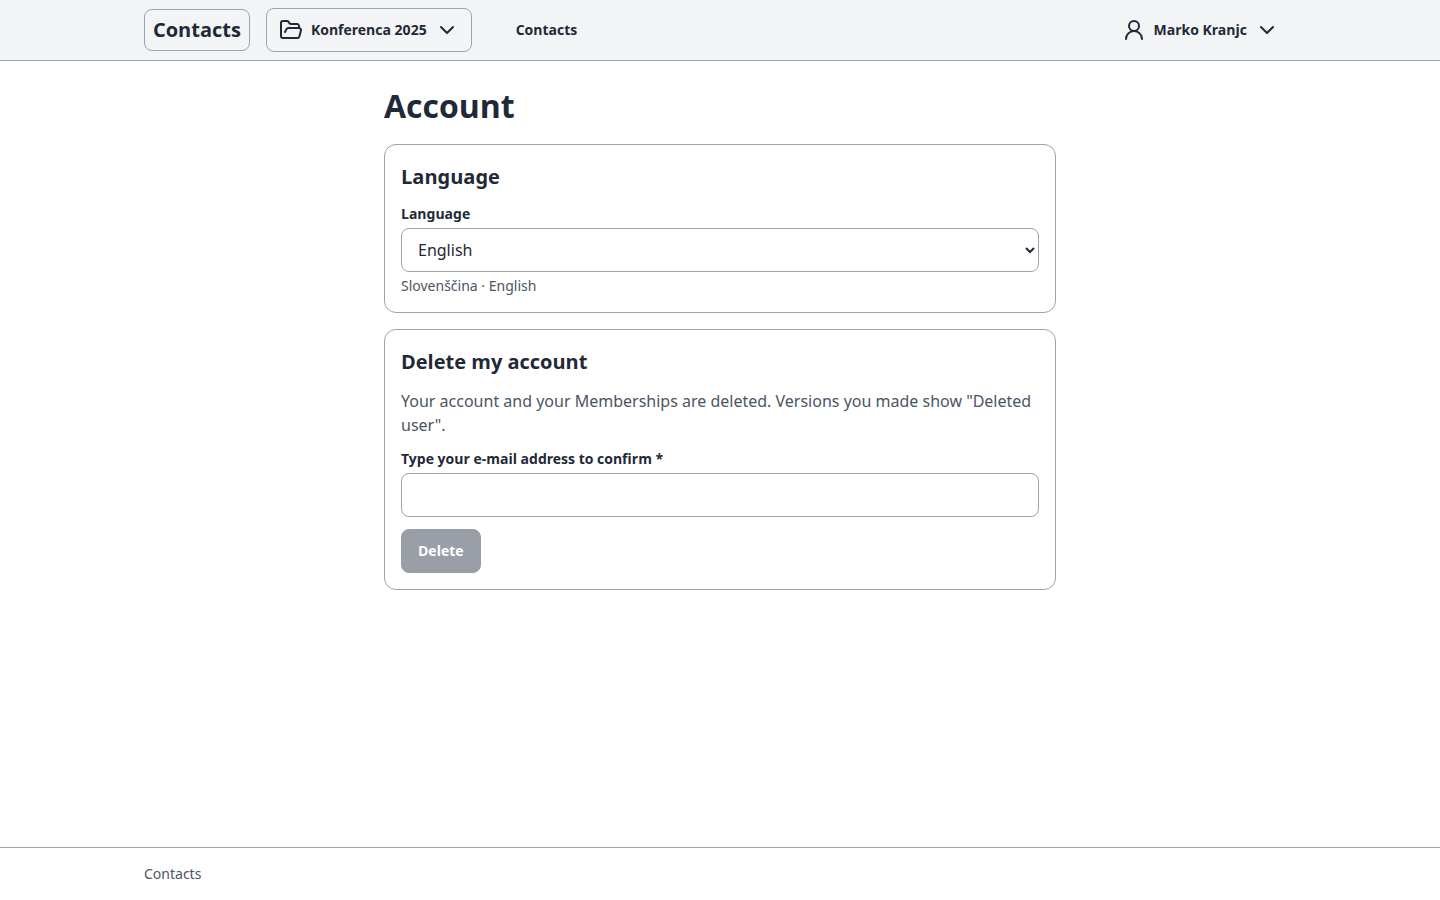 Contacts
Konferenca 2025
Contacts
Marko Kranjc
Account
Language
Language
English
Slovenščina · English
Delete my account
Your account and your Memberships are deleted. Versions you made show "Deleted
user".
Type your e-mail address to confirm *
Delete
Contacts